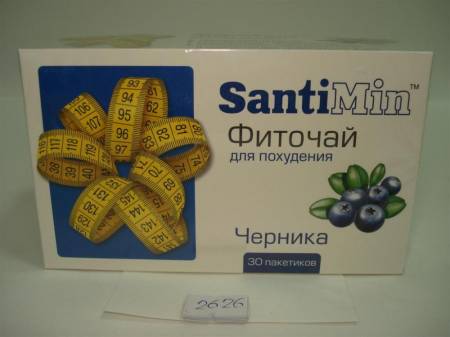 SantiMin™
Фиточай
для похудения
Черника
30 пакетиков
2626